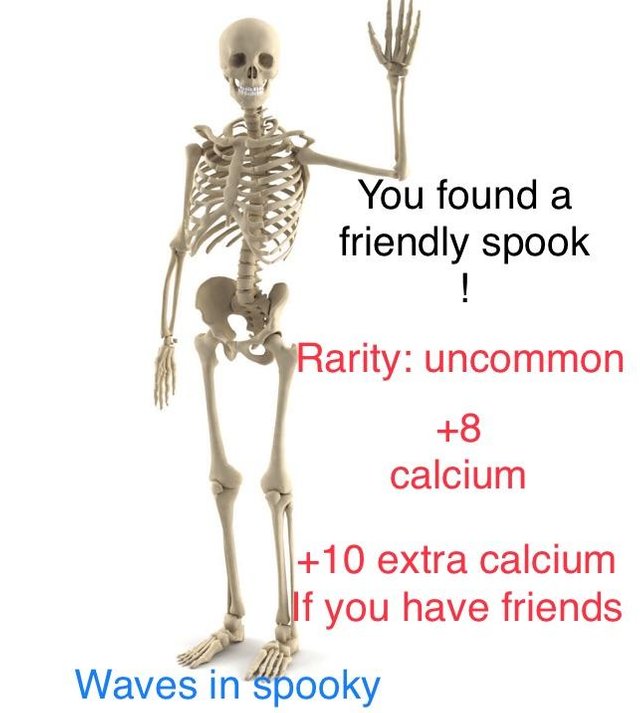 You found a
friendly spook
!
Rarity: uncommon
+8
calcium
+10 extra calcium
If you have friends
Waves in spooky